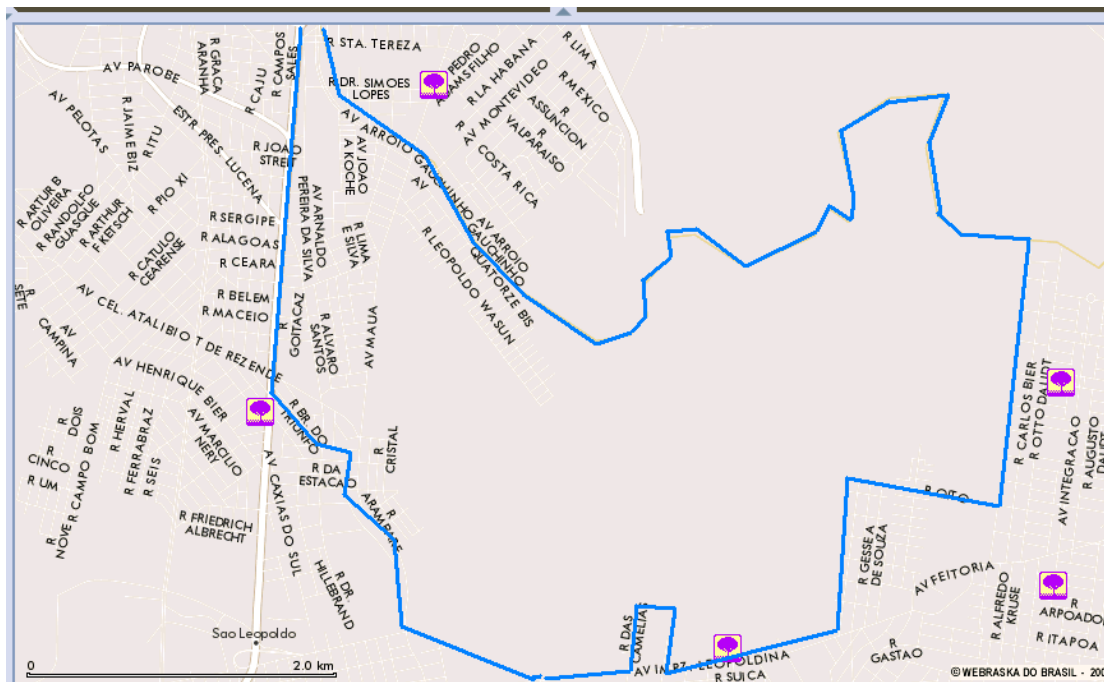 R STA. TEREZA
R LIMA
R GRACA
ARANHA
R CAMPOS
SALES
AV PAROBE
R CAJU
R DR. SIMOES
LOPES
PEDRO
ADAMS FILHO
R LA HABANA
AV MONTEVIDEO
R MEXICO
R
ASSUNCION
R
VALPARAISO
R
COSTA RICA
AV PELOTAS
R JAIME BIZ
R ITU
ESTR PRES. LUCENA
R JOAO
STREIT
AV ARROIO GAUCHINHO
AV JOAO
A KOCHE
AV
R ARTUR B
OLIVEIRA
R RANDOLFO
GUASQUE
R ARTHUR
F KETSCH
R PIO XI
R SERGIPE
R ALAGOAS
R CEARA
R CATULO
CEARENSE
AV ARNALDO
PEREIRA DA SILVA
R LIMA
E SILVA
R LEOPOLDO WASUN
AV ARROIO
GAUCHINHO
QUATORZE BIS
R
SETE
R BELEM
R MACEIO
R
GOITACAZ
R ALVARO
SANTOS
AV MAUA
AV
CAMPINA
AV CEL. ATALIBIO T DE REZENDE
AV HENRIQUE BIER
R BR. DO
TRIUNFO
R
DOIS
R HERVAL
R FERRABRAZ
R SEIS
AV MARCILIO
NERY
R
CINCO
R UM
R CAMPO BOM
R
NOVE
R
CRISTAL
R DA
ESTACAO
R
ARAMBARE
AV CAXIAS DO SUL
R FRIEDRICH
ALBRECHT
R DR.
HILLEBRAND
R CARLOS BIER
R OTTO DAUDT
AV INTEGRACAO
R AUGUSTO
DAUDT
R OITO
R GESSE A
DE SOUZA
AV FEITORIA
R ALFREDO
KRUSE
R
ARPOADOR
R ITAPOA
R
GASTAO
R DAS
CAMELIAS
LEOPOLDINA
R SUICA
Sao Leopoldo
0 2.0 km
© WEBRASKA DO BRASIL - 200